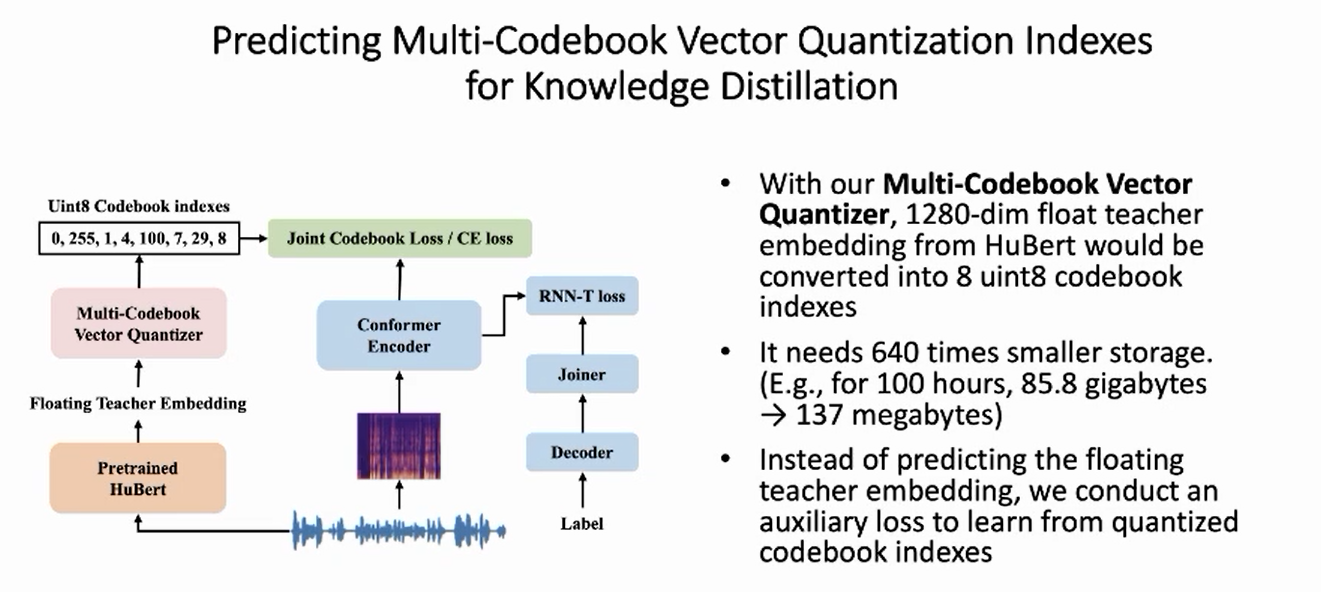 Predicting Multi-Codebook Vector Quantization Indexes
for Knowledge Distillation
Uint8 Codebook indexes
0, 255, 1, 4, 100, 7, 29, 8
Joint Codebook Loss / CE loss
Multi-Codebook
Vector Quantizer
Floating Teacher Embedding
Pretrained
HuBert
Conformer
Encoder
RNN-T loss
Joiner
Decoder
Label
• With our Multi-Codebook Vector
Quantizer, 1280-dim float teacher
embedding from HuBert would be
converted into 8 uint8 codebook
indexes
• It needs 640 times smaller storage.
(E.g., for 100 hours, 85.8 gigabytes
→ 137 megabytes)
• Instead of predicting the floating
teacher embedding, we conduct an
auxiliary loss to learn from quantized
codebook indexes